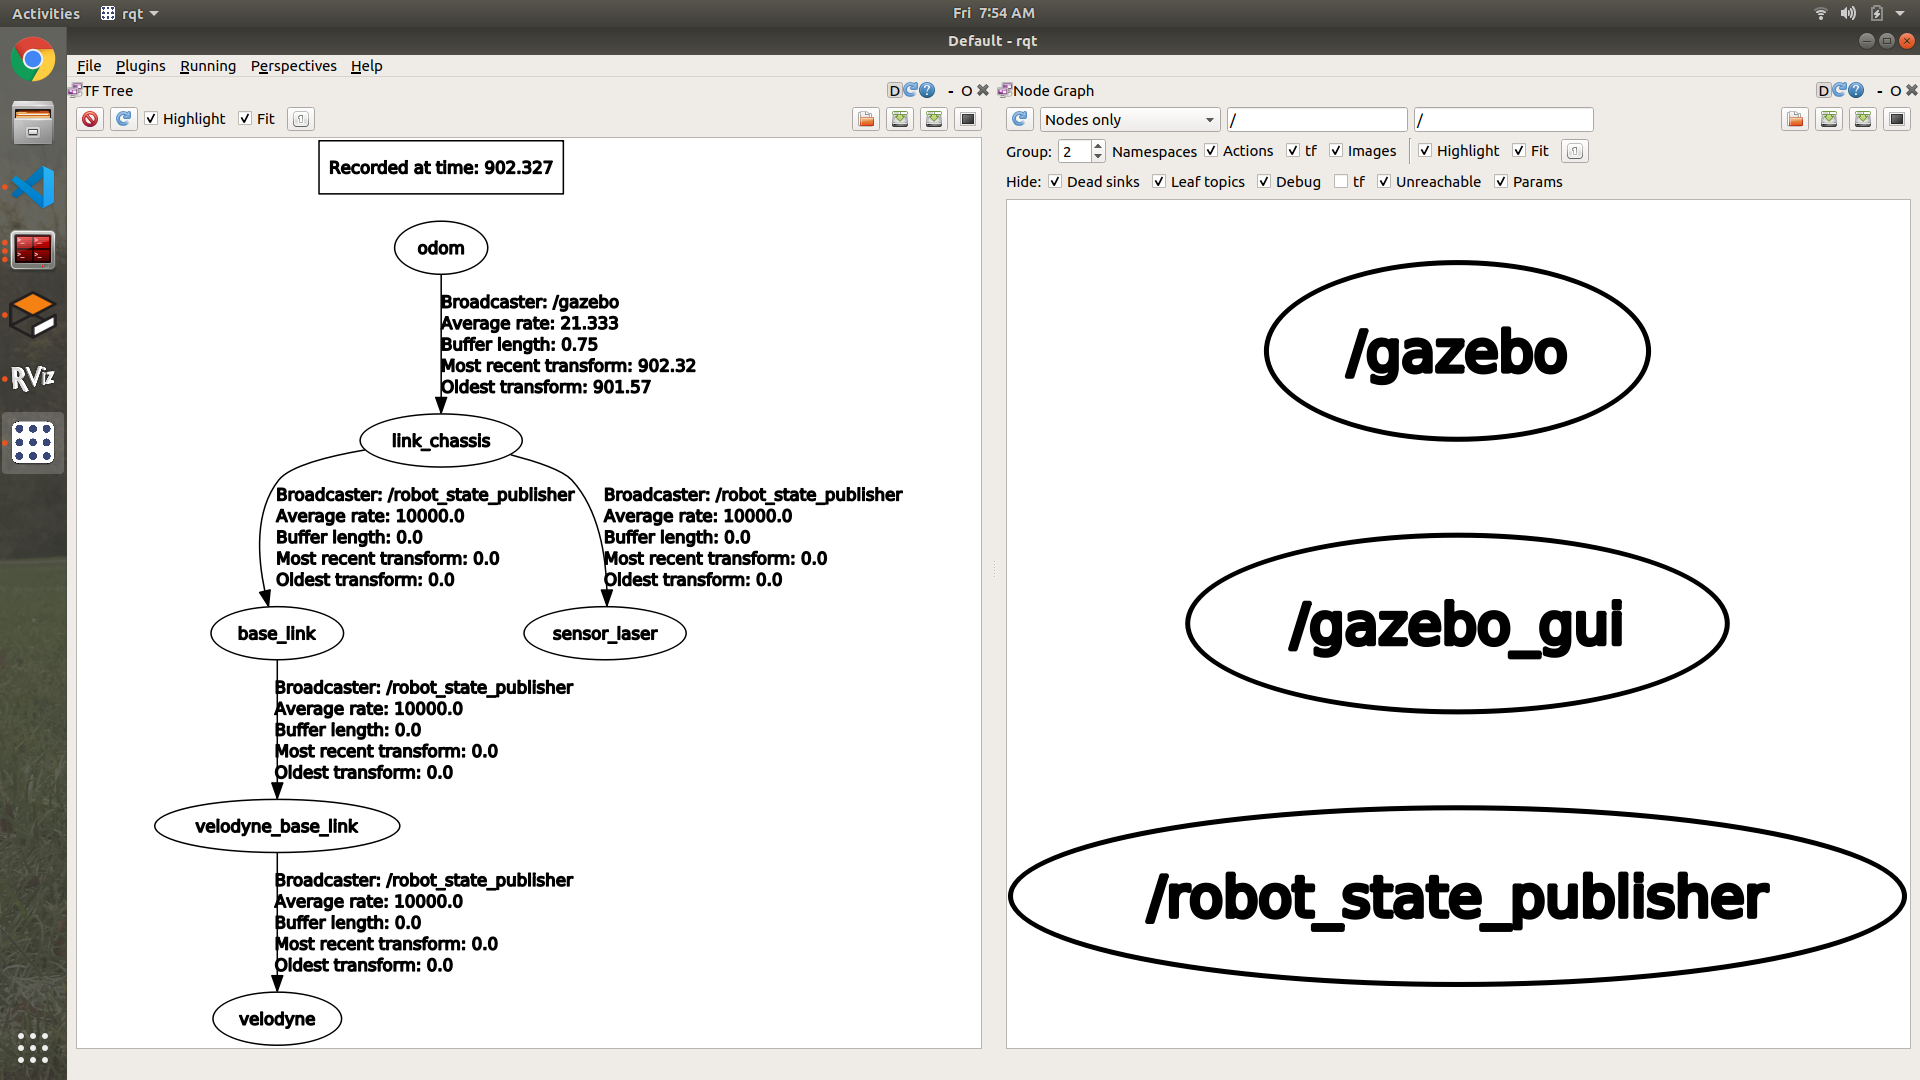 Activities rqt Fri 7:54 AM
Default - rqt
File Plugins Running Perspectives Help
TF Tree D ? - O
Highlight Fit
Recorded at time: 902.327
odom
Broadcaster: /gazebo
Average rate: 21.333
Buffer length: 0.75
Most recent transform: 902.32
Oldest transform: 901.57
link_chassis
Broadcaster: /robot_state_publisher
Average rate: 10000.0
Buffer length: 0.0
Most recent transform: 0.0
Oldest transform: 0.0
Broadcaster: /robot_state_publisher
Average rate: 10000.0
Buffer length: 0.0
Most recent transform: 0.0
Oldest transform: 0.0
base_link
sensor_laser
Broadcaster: /robot_state_publisher
Average rate: 10000.0
Buffer length: 0.0
Most recent transform: 0.0
Oldest transform: 0.0
velodyne_base_link
Broadcaster: /robot_state_publisher
Average rate: 10000.0
Buffer length: 0.0
Most recent transform: 0.0
Oldest transform: 0.0
velodyne
Node Graph D ? - O
Nodes only / /
Group: 2 Namespaces Actions tf Images Highlight Fit
Hide: Dead sinks Leaf topics Debug tf Unreachable Params
/gazebo
/gazebo_gui
/robot_state_publisher
RViz